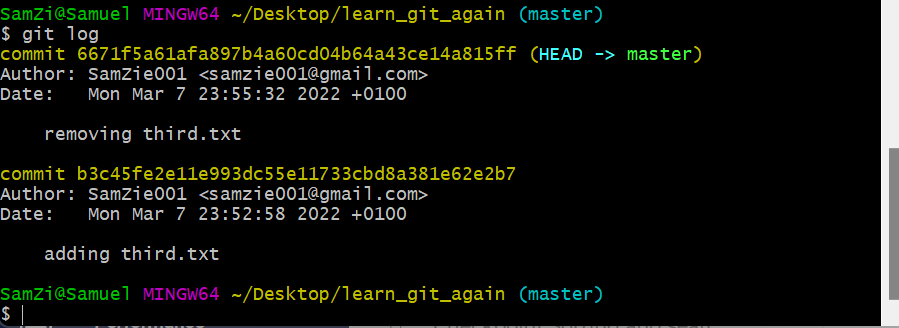 SamZi@Samuel MINGW64 ~/Desktop/learn_git_again (master)
$ git log
commit 6671f5a61afa897b4a60cd04b64a43ce14a815ff (HEAD -> master)
Author: SamZie001 <samzie001@gmail.com>
Date:   Mon Mar 7 23:55:32 2022 +0100
    removing third.txt
commit b3c45fe2e11e993dc55e11733cbd8a381e62e2b7
Author: SamZie001 <samzie001@gmail.com>
Date:   Mon Mar 7 23:52:58 2022 +0100
    adding third.txt
SamZi@Samuel MINGW64 ~/Desktop/learn_git_again (master)
$